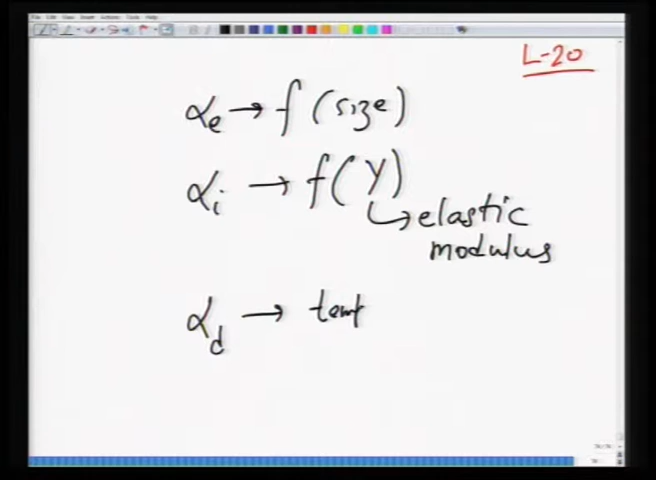 L-20
αe → f(size)
αi → f(Y)
↳ elastic
modulus
αd → temp